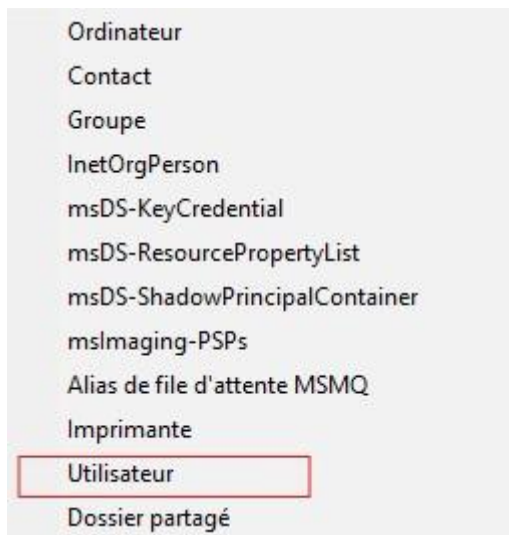 Ordinateur
Contact
Groupe
InetOrgPerson
msDS-KeyCredential
msDS-ResourcePropertyList
msDS-ShadowPrincipalContainer
msImaging-PSPs
Alias de file d'attente MSMQ
Imprimante
Utilisateur
Dossier partagé